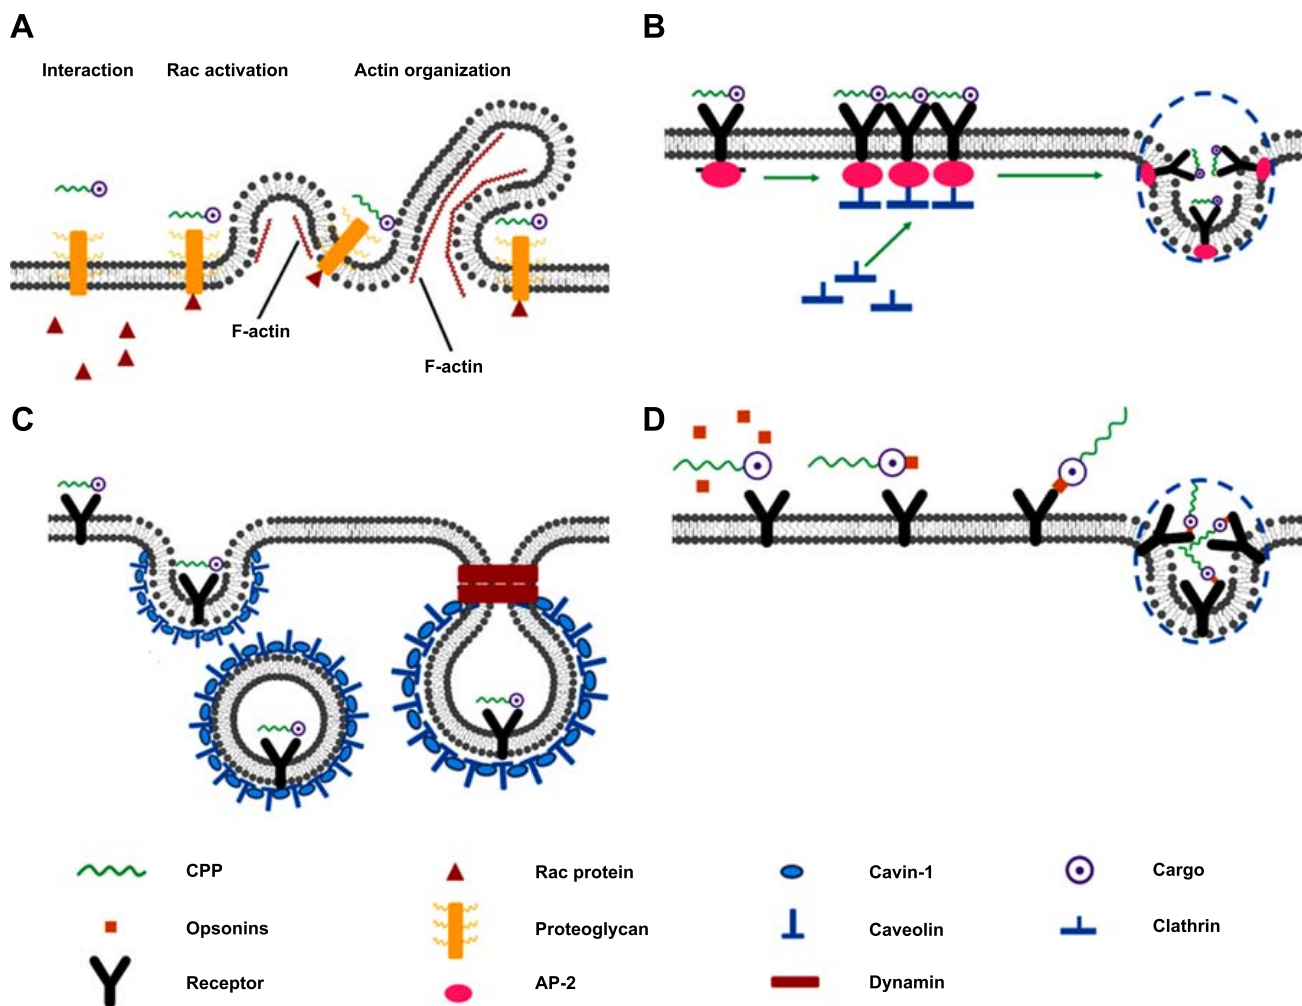 A
Interaction
Rac activation
Actin organization
F-actin
F-actin
B
C
D
CPP
Rac protein
Cavin-1
Cargo
Opsonins
Proteoglycan
Caveolin
Clathrin
Receptor
AP-2
Dynamin